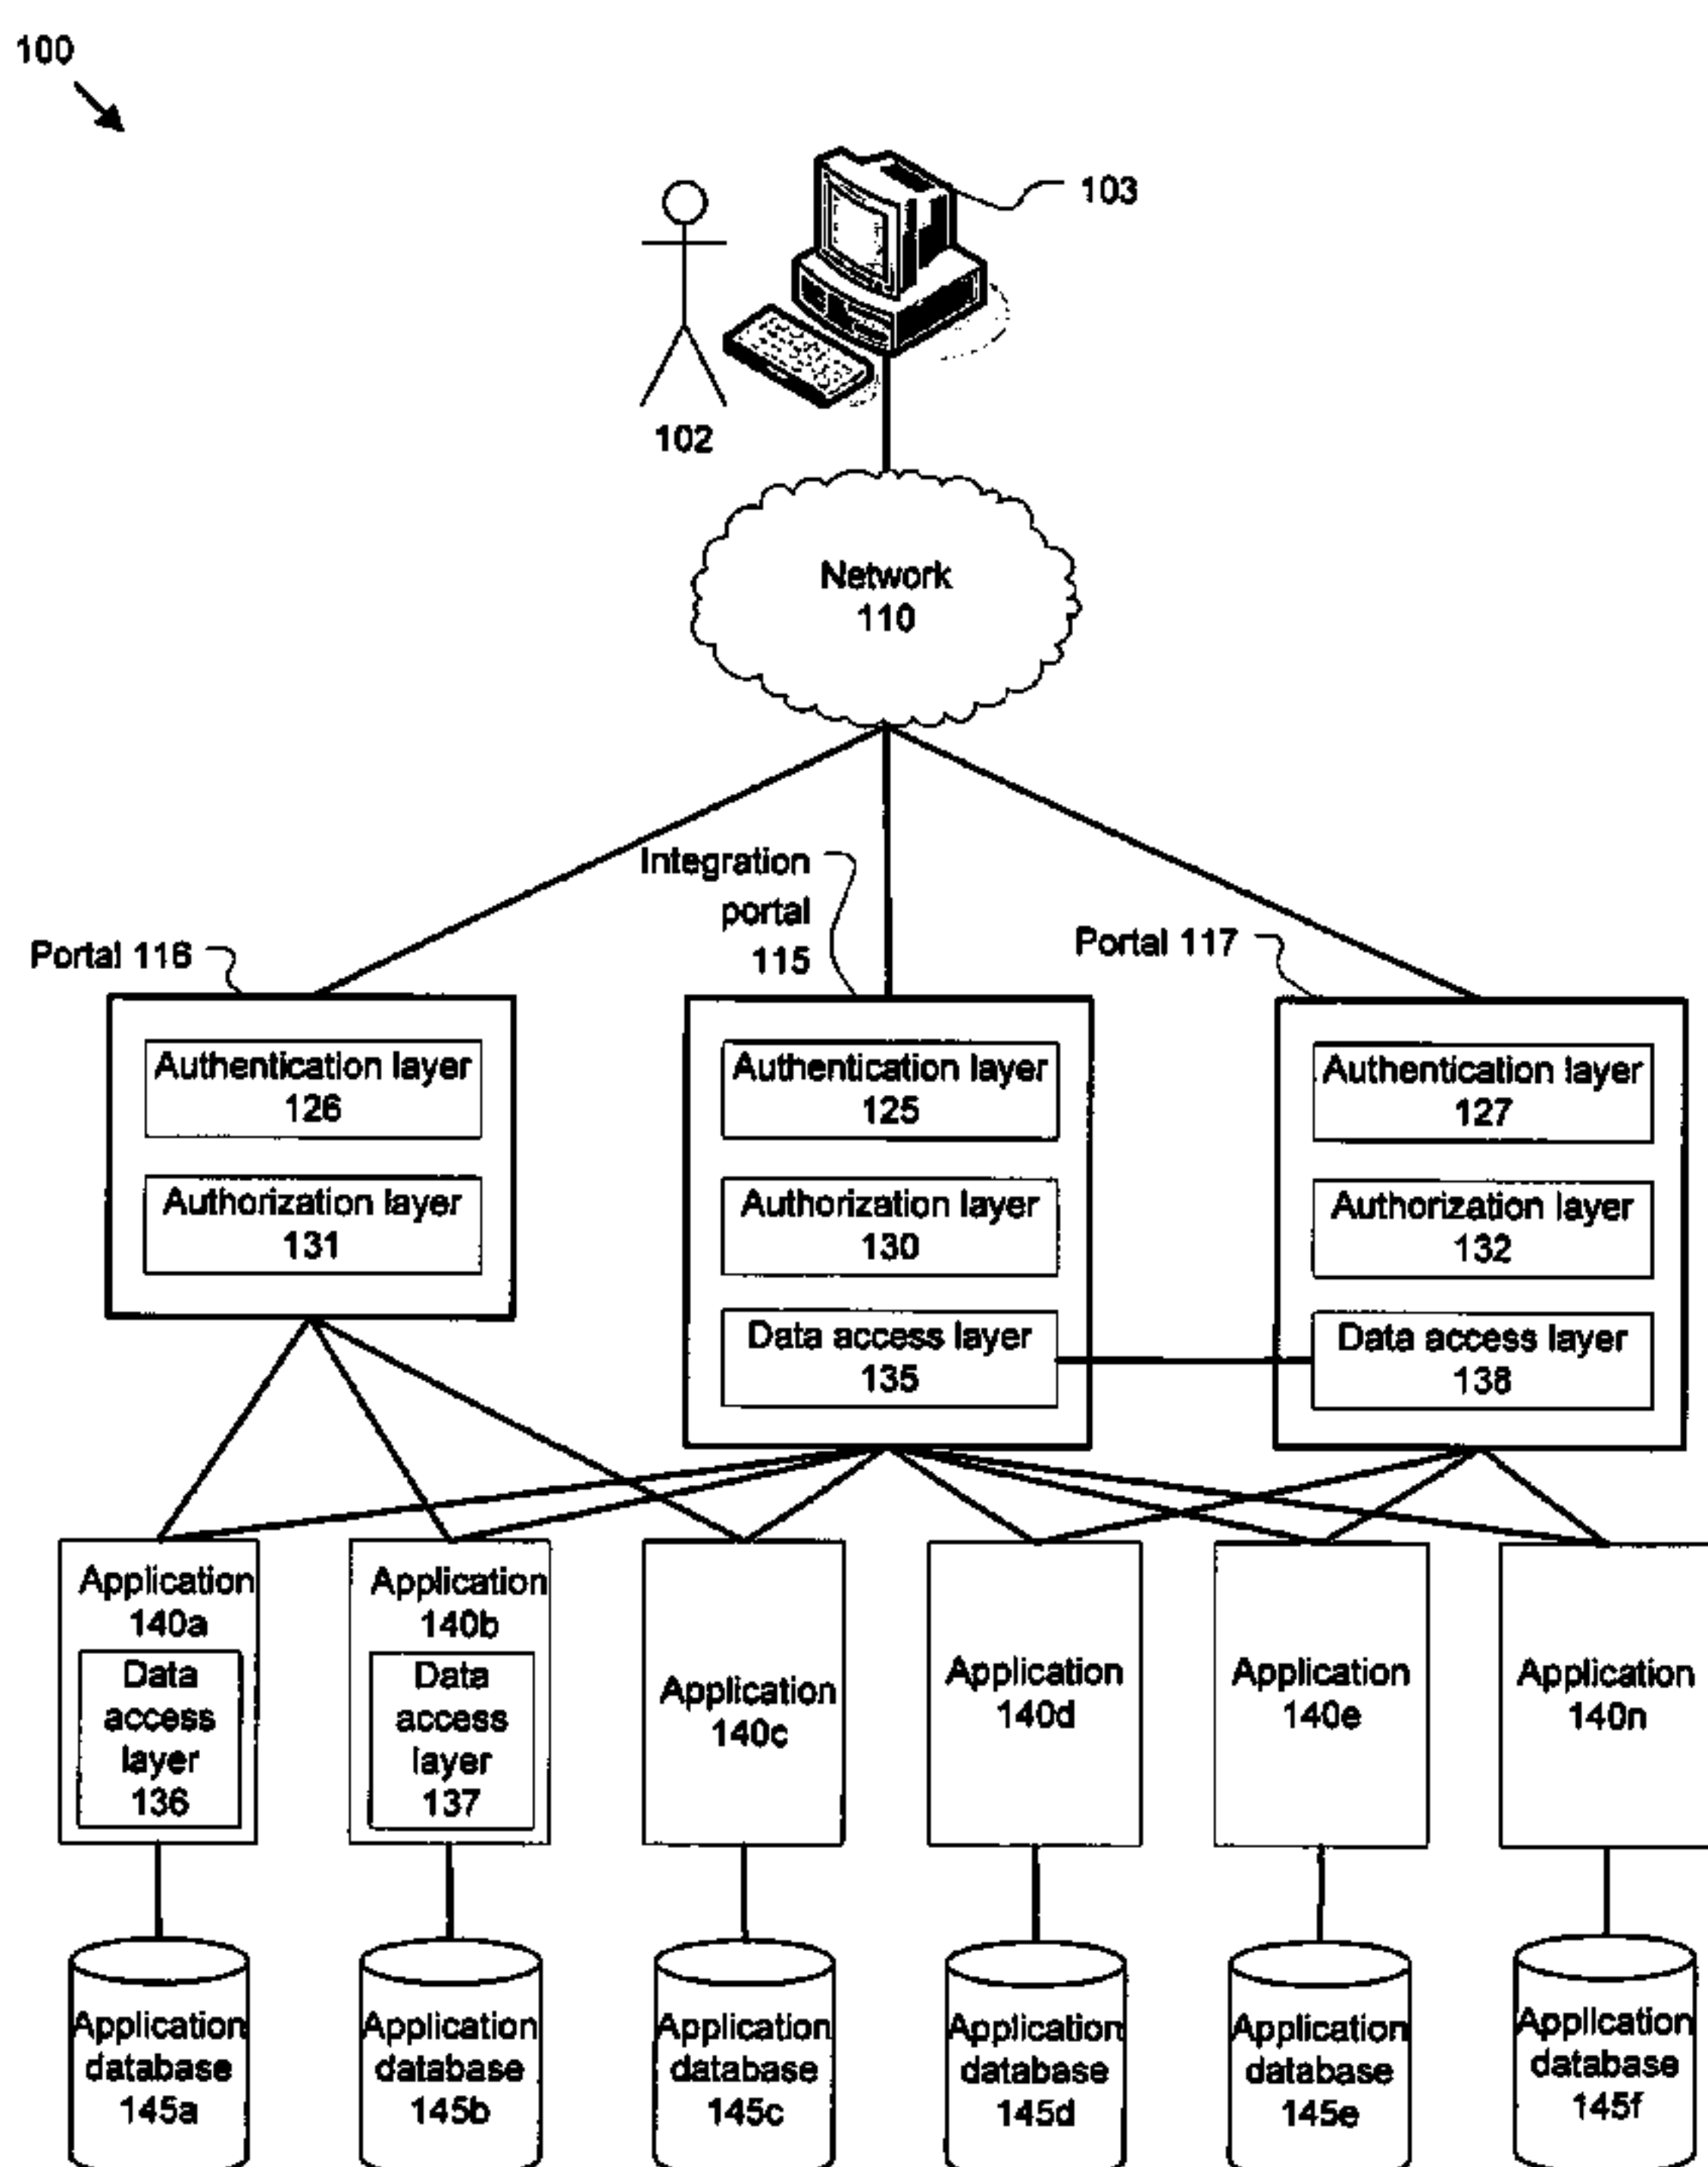 100
103
102
Network
110
Integration
portal
115
Portal 116
Portal 117
Authentication layer
126
Authorization layer
131
Authentication layer
125
Authorization layer
130
Data access layer
135
Authentication layer
127
Authorization layer
132
Data access layer
138
Application
140a
Data
access
layer
136
Application
140b
Data
access
layer
137
Application
140c
Application
140d
Application
140e
Application
140n
Application
database
145a
Application
database
145b
Application
database
145c
Application
database
145d
Application
database
145e
Application
database
145f